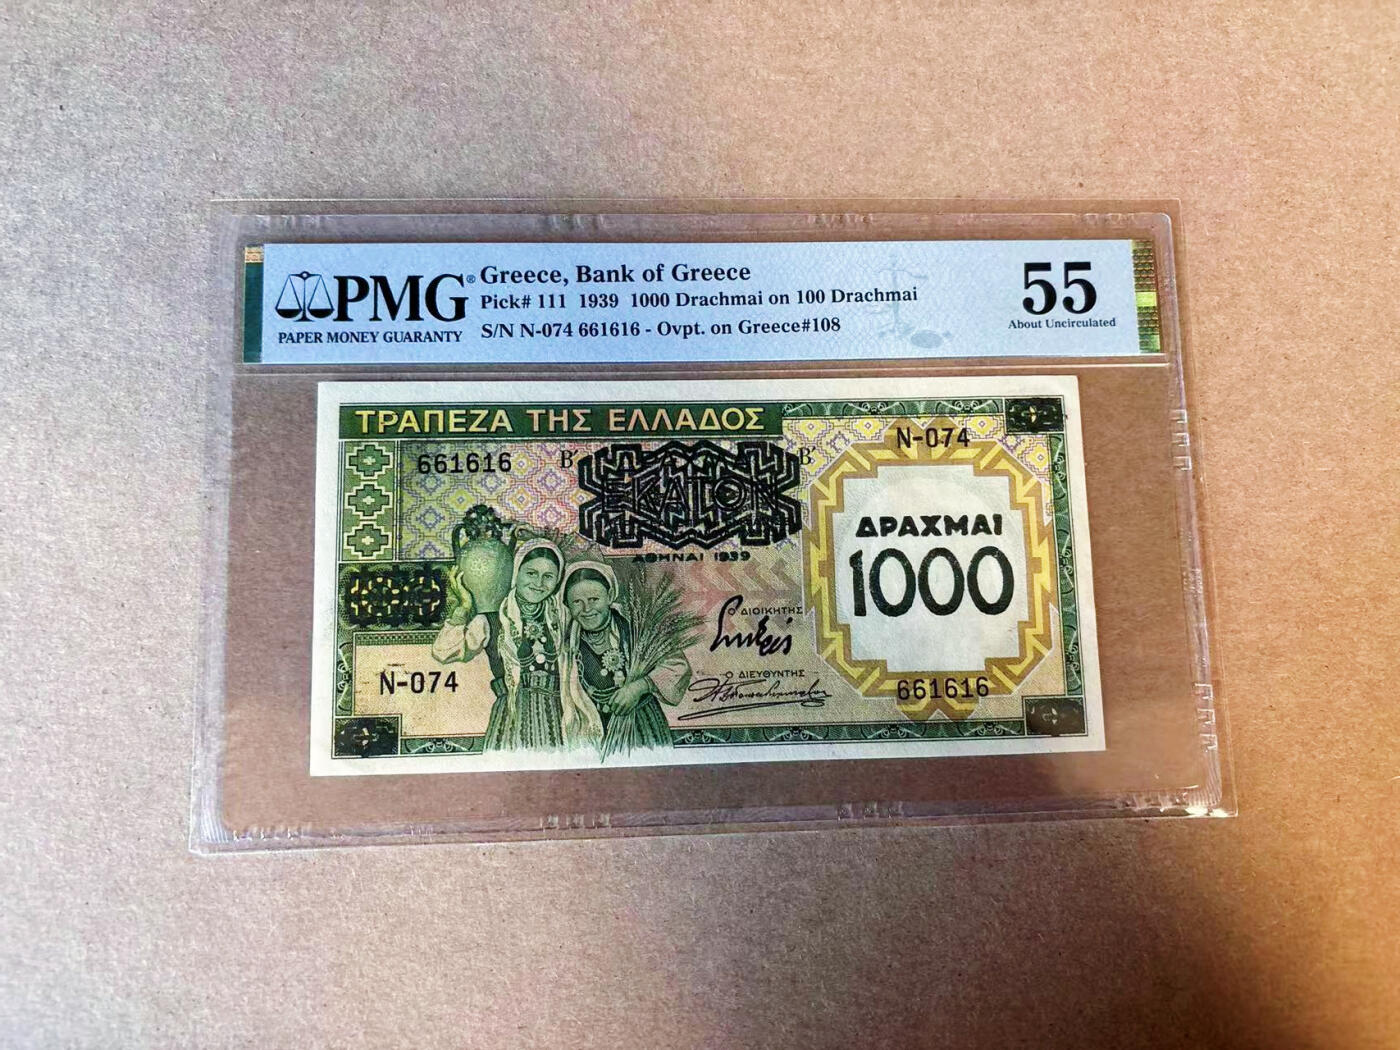 PMG®
PAPER MONEY GUARANTY
Greece, Bank of Greece
Pick# 111 1939 1000 Drachmai on 100 Drachmai
S/N N-074 661616 - Ovpt. on Greece#108
55
About Uncirculated
ΤΡΑΠΕΖΑ ΤΗΣ ΕΛΛΑΔΟΣ
N-074
661616
Β΄
Β΄
ΕΚΑΤΟΝ
ΑΘΗΝΑΙ 1939
ΔΡΑΧΜΑΙ
1000
Ο ΔΙΟΙΚΗΤΗΣ
Ο ΔΙΕΥΘΥΝΤΗΣ
N-074
661616